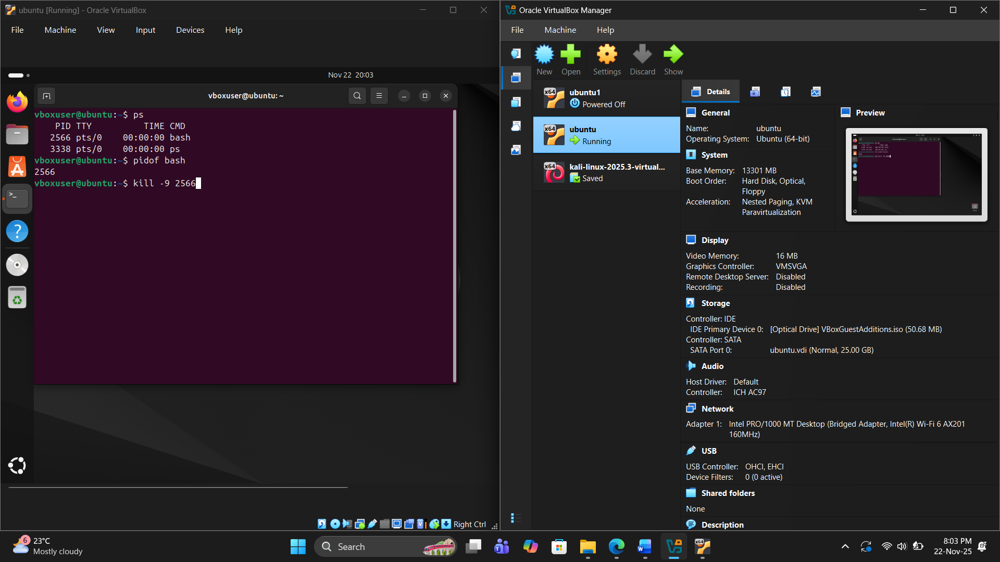 ubuntu [Running] - Oracle VirtualBox
File Machine View Input Devices Help
Nov 22 20:03
vboxuser@ubuntu: ~
vboxuser@ubuntu:~$ ps
PID TTY TIME CMD
2566 pts/0 00:00:00 bash
3338 pts/0 00:00:00 ps
vboxuser@ubuntu:~$ pidof bash
2566
vboxuser@ubuntu:~$ kill -9 2566
Right Ctrl
Oracle VirtualBox Manager
File Machine Help
New Open Settings Discard Show
x64
ubuntu1
Powered Off
x64
ubuntu
Running
x64
kali-linux-2025.3-virtual...
Saved
Details
General
Name: ubuntu
Operating System: Ubuntu (64-bit)
System
Base Memory: 13301 MB
Boot Order: Hard Disk, Optical,
Floppy
Acceleration: Nested Paging, KVM
Paravirtualization
Preview
Display
Video Memory: 16 MB
Graphics Controller: VMSVGA
Remote Desktop Server: Disabled
Recording: Disabled
Storage
Controller: IDE
IDE Primary Device 0: [Optical Drive] VBoxGuestAdditions.iso (50.68 MB)
Controller: SATA
SATA Port 0: ubuntu.vdi (Normal, 25.00 GB)
Audio
Host Driver: Default
Controller: ICH AC97
Network
Adapter 1: Intel PRO/1000 MT Desktop (Bridged Adapter, Intel(R) Wi-Fi 6 AX201
160MHz)
USB
USB Controller: OHCI, EHCI
Device Filters: 0 (0 active)
Shared folders
None
Description
6
23°C
Mostly cloudy
Search
x64
8:03 PM
22-Nov-25